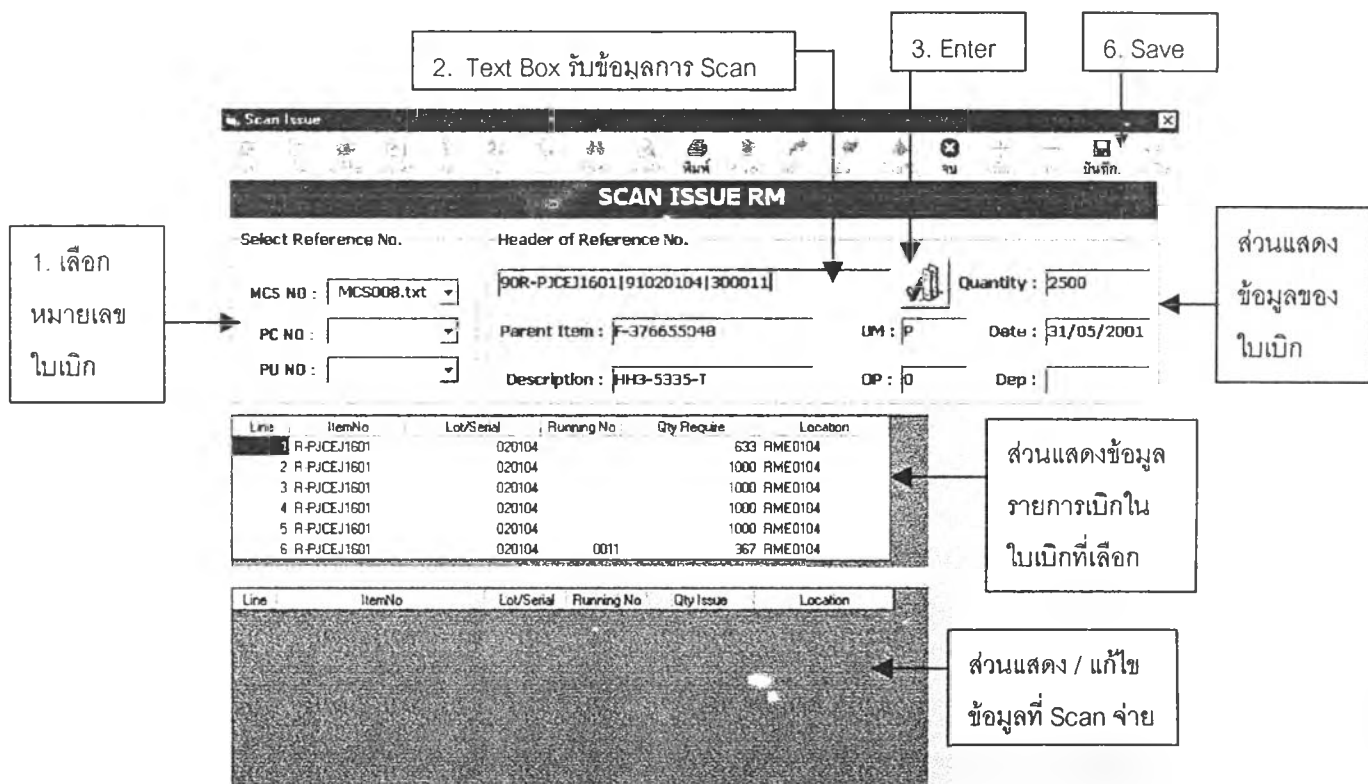 2. Text Box รับข้อมูลการ Scan
3. Enter
6. Save
Scan Issue
พิมพ์
จบ
บันทึก.
SCAN ISSUE RM
1. เลือก
หมายเลข
ใบเบิก
Select Reference No.
MCS NO : MCS008.txt
PC NO :
PU NO :
Header of Reference No.
90R-PJCEJ1601|91020104|300011
Quantity : 2500
Parent Item : F-376655048
UM : P
Date : 31/05/2001
Description : HH3-5335-T
OP : 0
Dep :
ส่วนแสดง
ข้อมูลของ
ใบเบิก
Line ItemNo Lot/Serial Running No Qty Require Location
1 R-PJCEJ1601 020104 633 RME0104
2 R-PJCEJ1601 020104 1000 RME0104
3 R-PJCEJ1601 020104 1000 RME0104
4 R-PJCEJ1601 020104 1000 RME0104
5 R-PJCEJ1601 020104 1000 RME0104
6 R-PJCEJ1601 020104 0011 367 RME0104
ส่วนแสดงข้อมูล
รายการเบิกใน
ใบเบิกที่เลือก
Line ItemNo Lot/Serial Running No Qty Issue Location
ส่วนแสดง / แก้ไข
ข้อมูลที่ Scan จ่าย